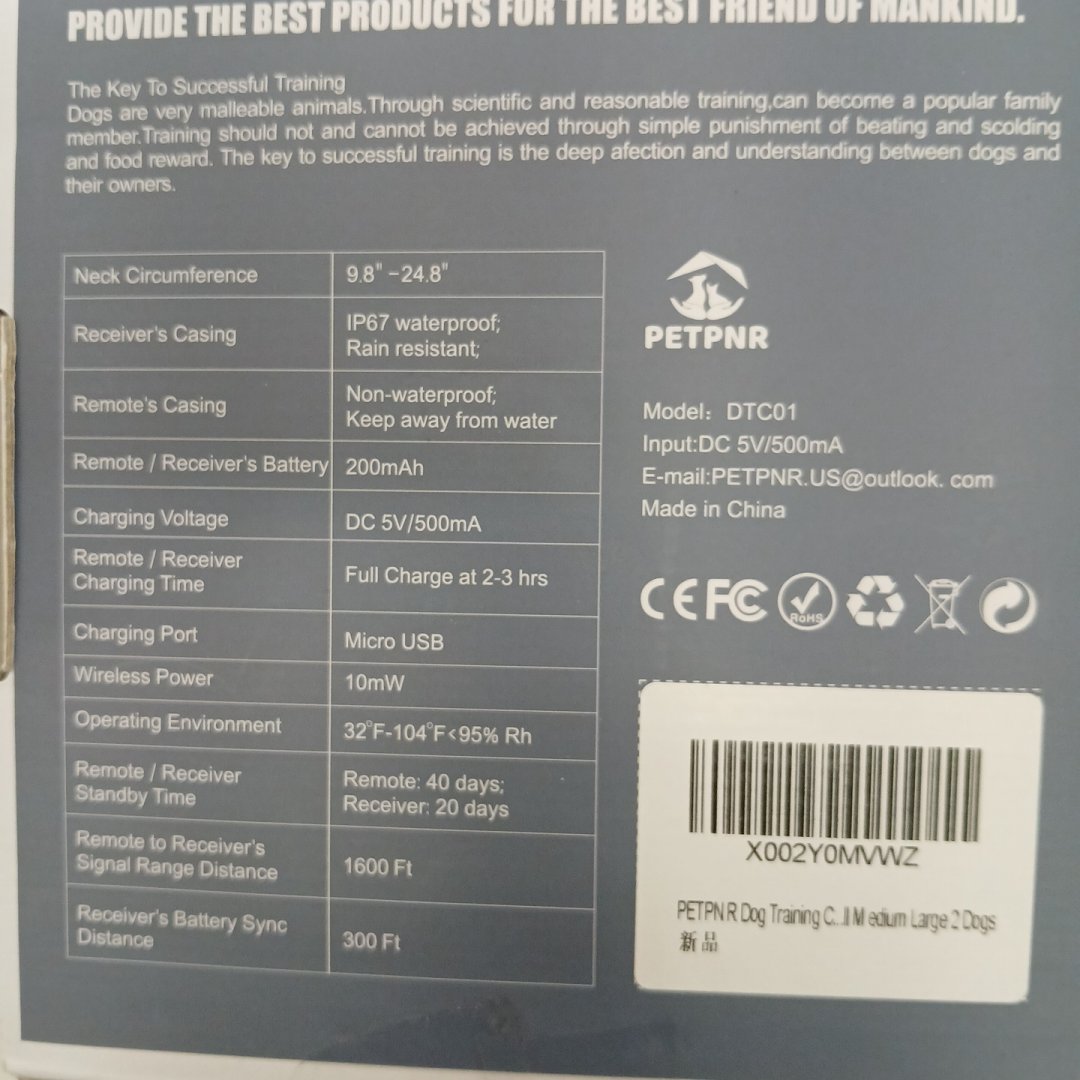 PROVIDE THE BEST PRODUCTS FOR THE BEST FRIEND OF MANKIND.
The Key To Successful Training
Dogs are very malleable animals.Through scientific and reasonable training,can become a popular family
member.Training should not and cannot be achieved through simple punishment of beating and scolding
and food reward. The key to successful training is the deep afection and understanding between dogs and
their owners.
Neck Circumference 9.8" -24.8"
Receiver's Casing IP67 waterproof;
Rain resistant;
Remote's Casing Non-waterproof;
Keep away from water
Remote / Receiver's Battery 200mAh
Charging Voltage DC 5V/500mA
Remote / Receiver
Charging Time Full Charge at 2-3 hrs
Charging Port Micro USB
Wireless Power 10mW
Operating Environment 32°F-104°F<95% Rh
Remote / Receiver
Standby Time Remote: 40 days;
Receiver: 20 days
Remote to Receiver's
Signal Range Distance 1600 Ft
Receiver's Battery Sync
Distance 300 Ft
PETPNR
Model: DTC01
Input:DC 5V/500mA
E-mail:PETPNR.US@outlook. com
Made in China
CE FC RoHS
X002Y0MVWZ
PETPNR Dog Training C...ll Medium Large 2 Dogs
新品